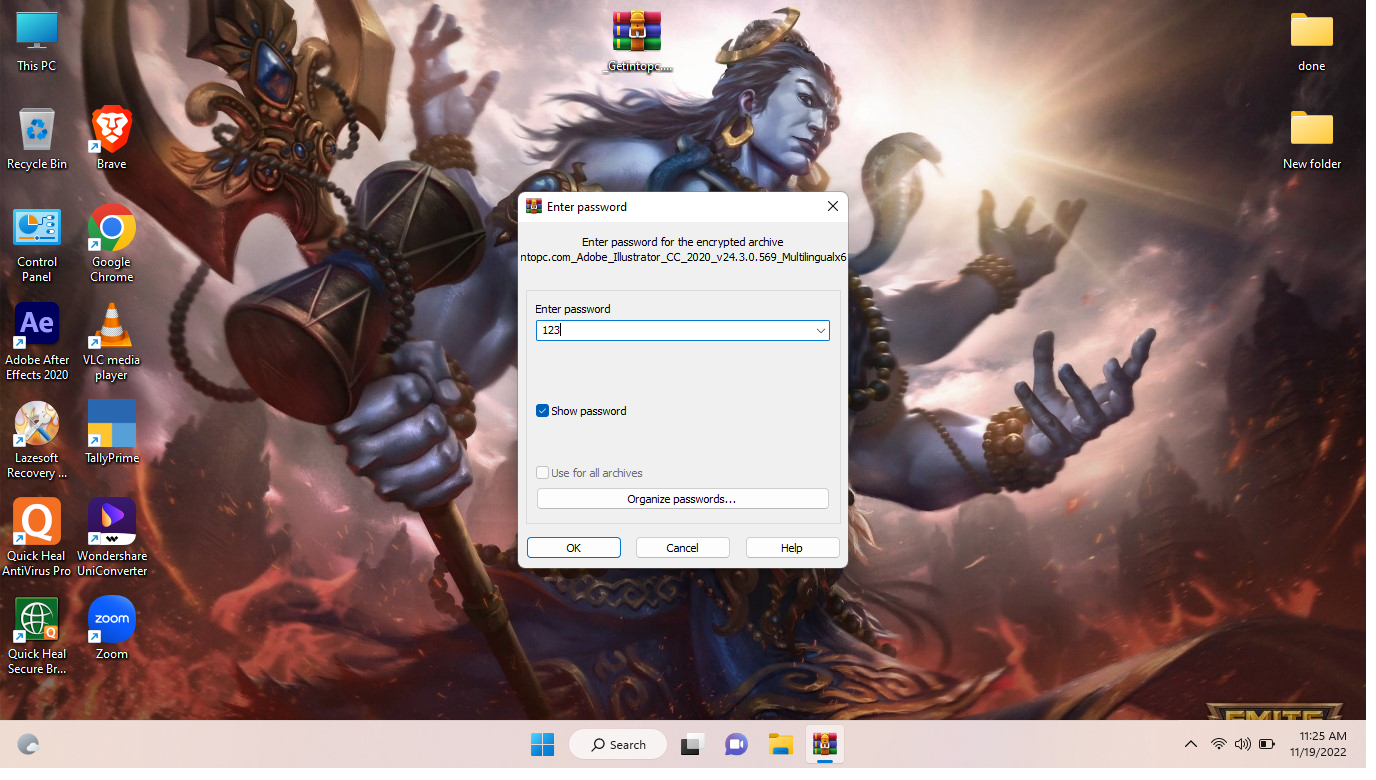 This PC
Recycle Bin
Brave
Control
Panel
Google
Chrome
Ae
Adobe After
Effects 2020
VLC media
player
Lazesoft
Recovery ...
TallyPrime
Quick Heal
AntiVirus Pro
Wondershare
UniConverter
zoom
Quick Heal
Secure Br...
Zoom
_Getintopc....
done
New folder
Enter password
Enter password for the encrypted archive
ntopc.com_Adobe_Illustrator_CC_2020_v24.3.0.569_Multilingualx6
Enter password
123
Show password
Use for all archives
Organize passwords...
OK
Cancel
Help
SMITE
Search
11:25 AM
11/19/2022